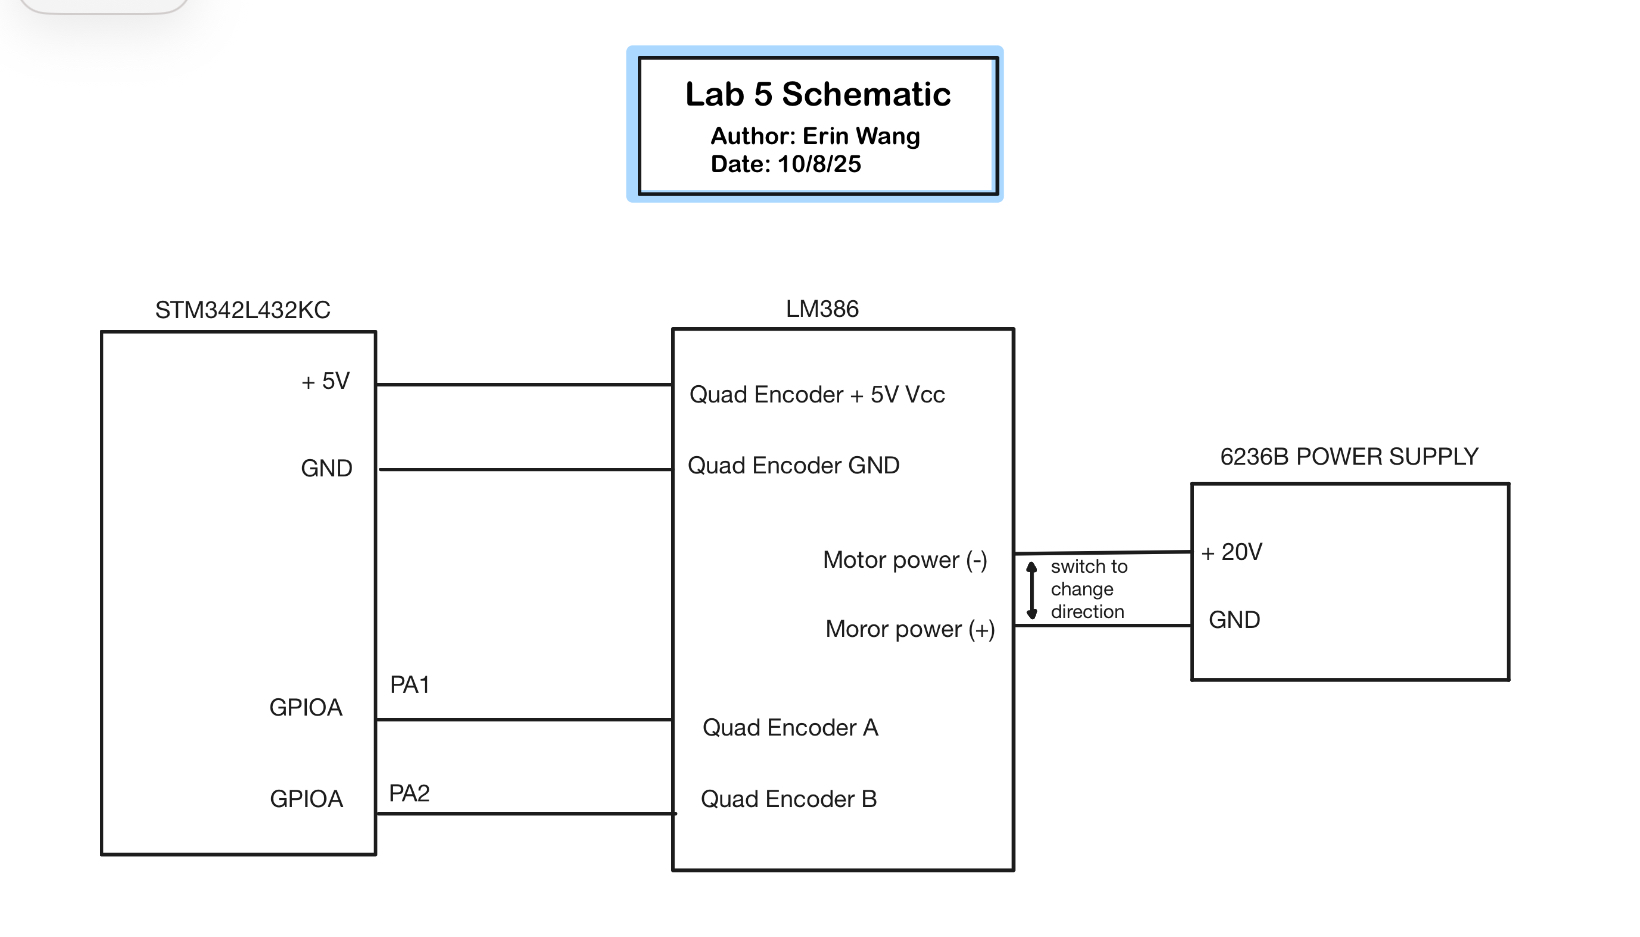 Lab 5 Schematic
Author: Erin Wang
Date: 10/8/25
STM342L432KC
+ 5V
GND
GPIOA
GPIOA
PA1
PA2
LM386
Quad Encoder + 5V Vcc
Quad Encoder GND
Motor power (-)
Moror power (+)
Quad Encoder A
Quad Encoder B
switch to
change
direction
6236B POWER SUPPLY
+ 20V
GND